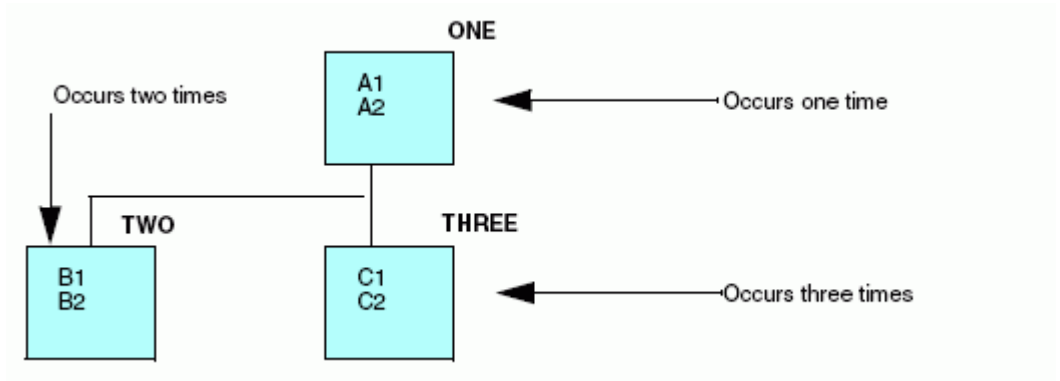 ONE
A1
A2
Occurs two times
Occurs one time
TWO
THREE
B1
B2
C1
C2
Occurs three times